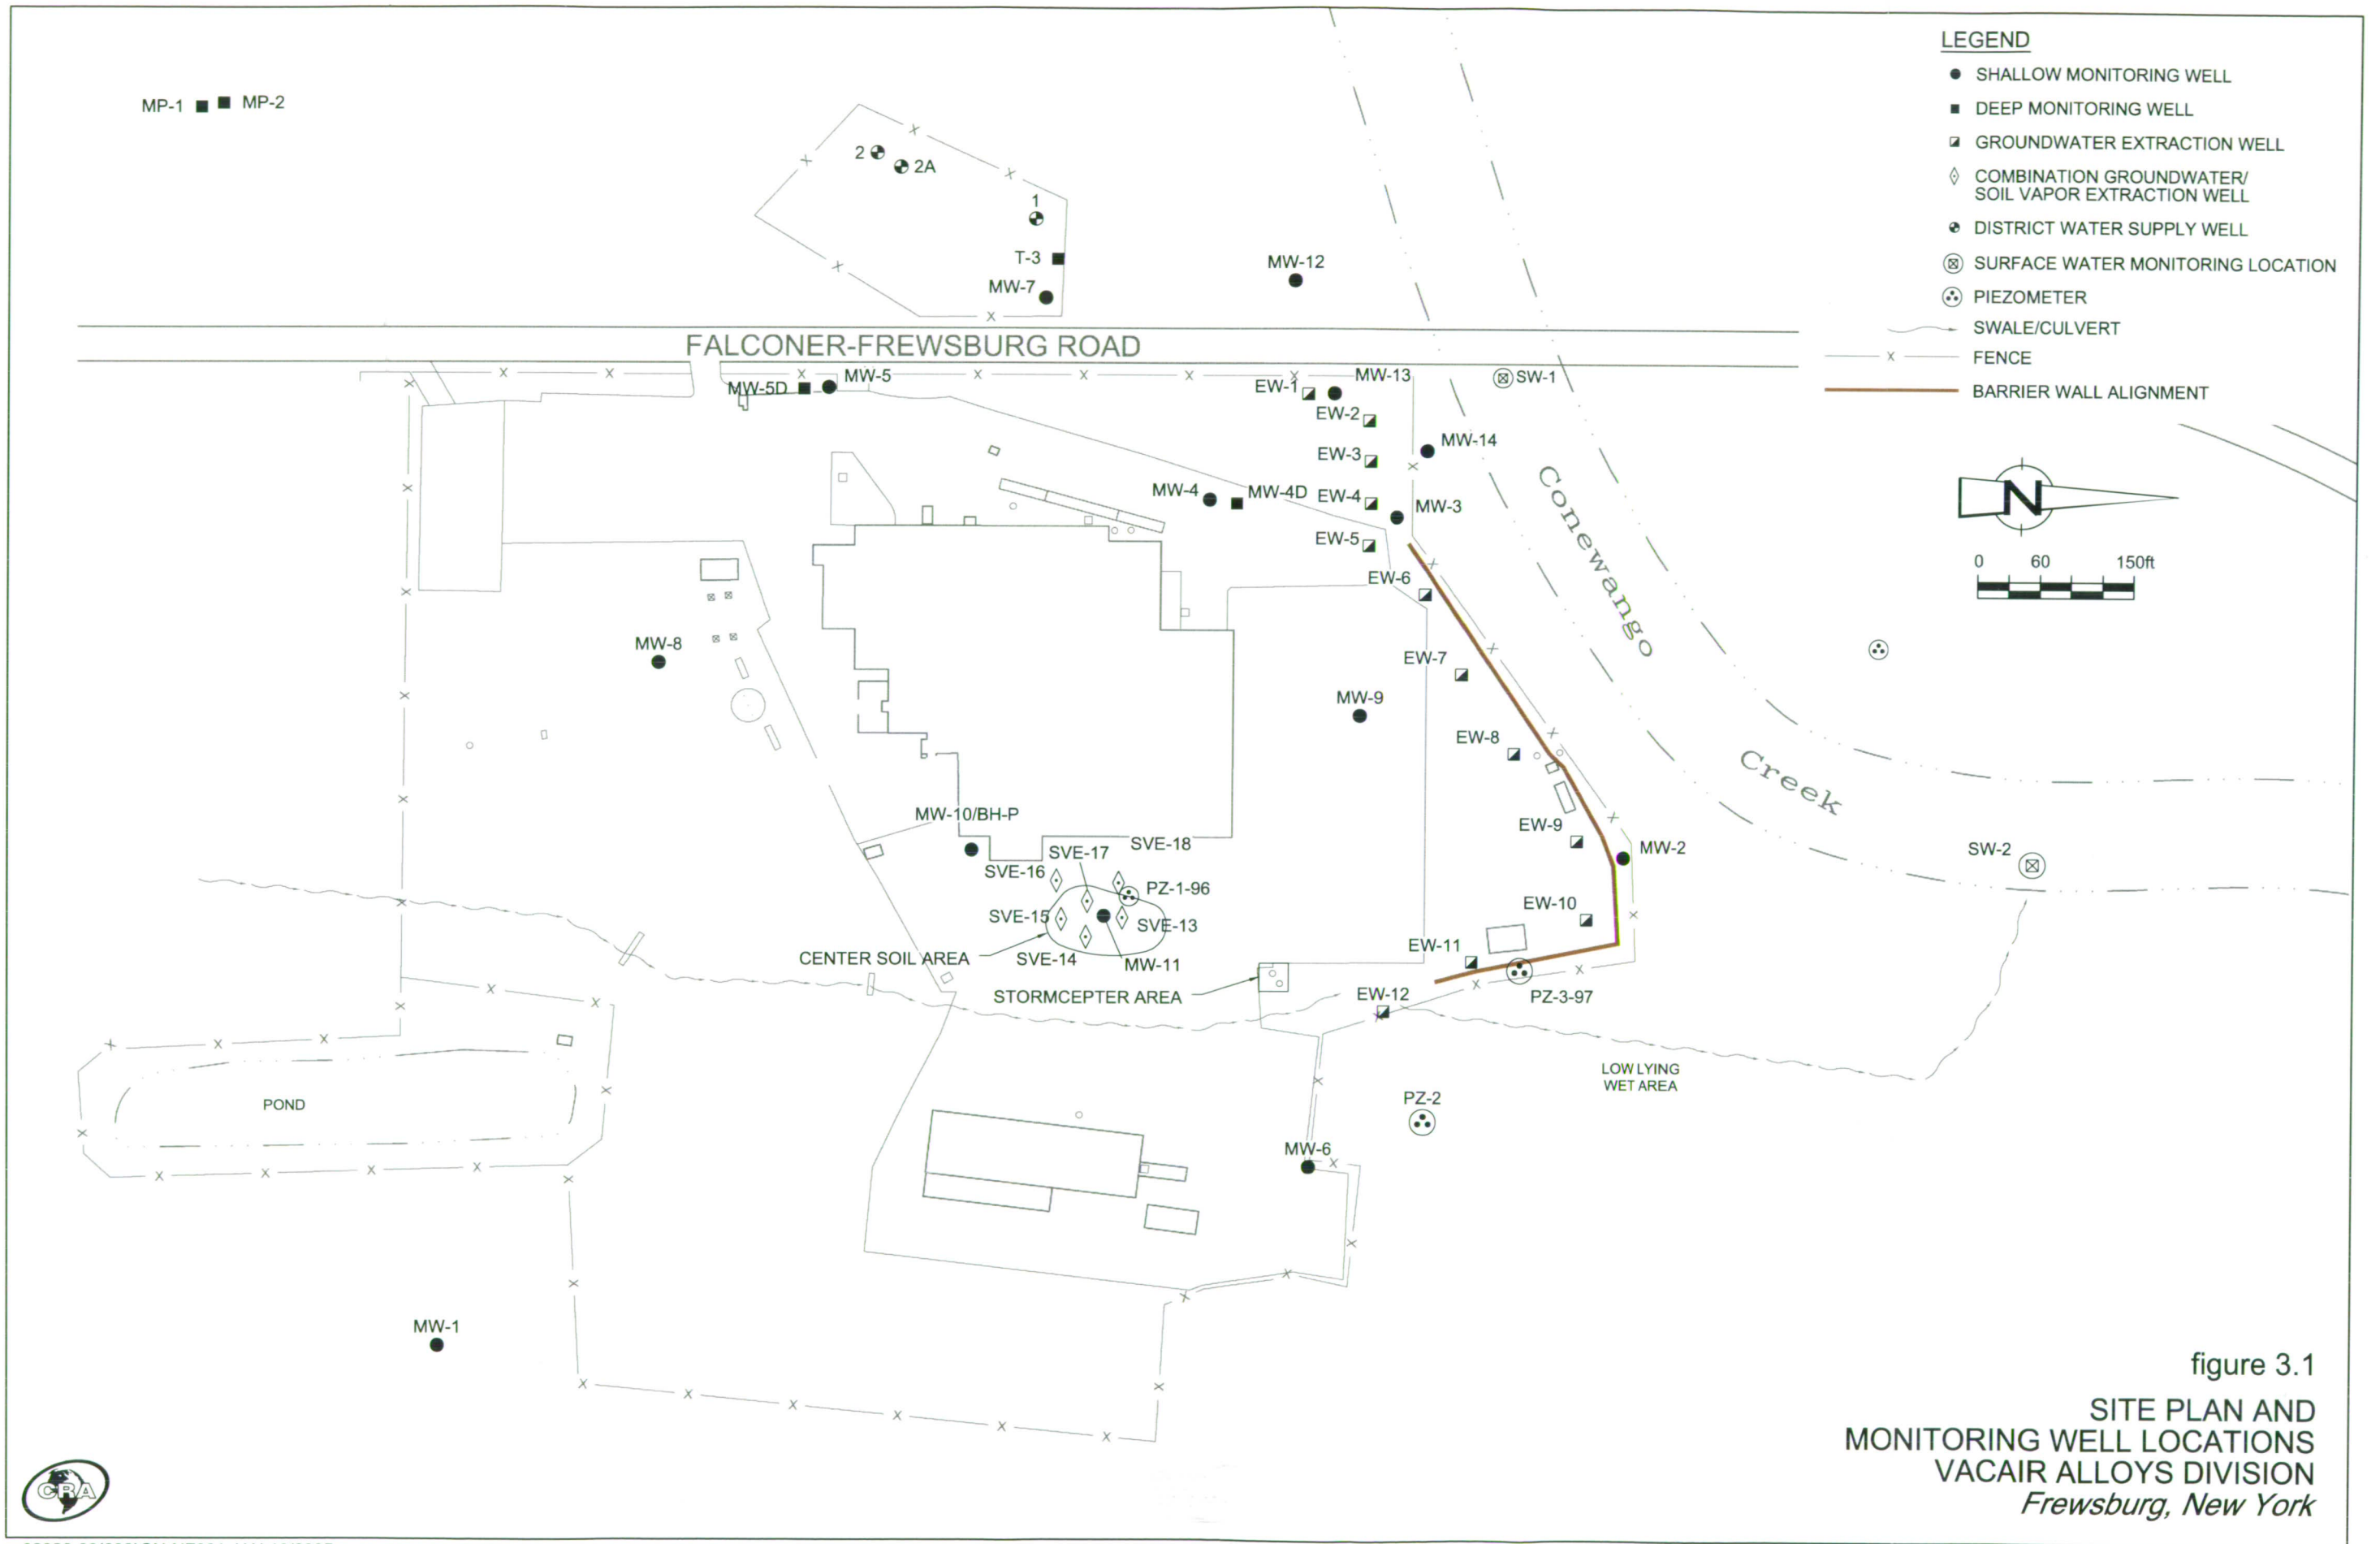 LEGEND
SHALLOW MONITORING WELL
DEEP MONITORING WELL
GROUNDWATER EXTRACTION WELL
COMBINATION GROUNDWATER/
SOIL VAPOR EXTRACTION WELL
DISTRICT WATER SUPPLY WELL
SURFACE WATER MONITORING LOCATION
PIEZOMETER
SWALE/CULVERT
X FENCE
BARRIER WALL ALIGNMENT
N
0 60 150ft
MP-1 MP-2
2
2A
1
T-3
MW-7
MW-12
FALCONER-FREWSBURG ROAD
MW-5D
MW-5
EW-1
MW-13
SW-1
EW-2
MW-14
EW-3
MW-4
MW-4D
EW-4
MW-3
EW-5
EW-6
Conewango
Creek
MW-8
EW-7
MW-9
EW-8
MW-10/BH-P
EW-9
MW-2
SVE-18
SVE-17
SVE-16
PZ-1-96
SW-2
SVE-15
SVE-13
EW-10
CENTER SOIL AREA
SVE-14
MW-11
EW-11
STORMCEPTER AREA
EW-12
PZ-3-97
LOW LYING
WET AREA
POND
PZ-2
MW-6
MW-1
figure 3.1
SITE PLAN AND
MONITORING WELL LOCATIONS
VACAIR ALLOYS DIVISION
Frewsburg, New York
CRA